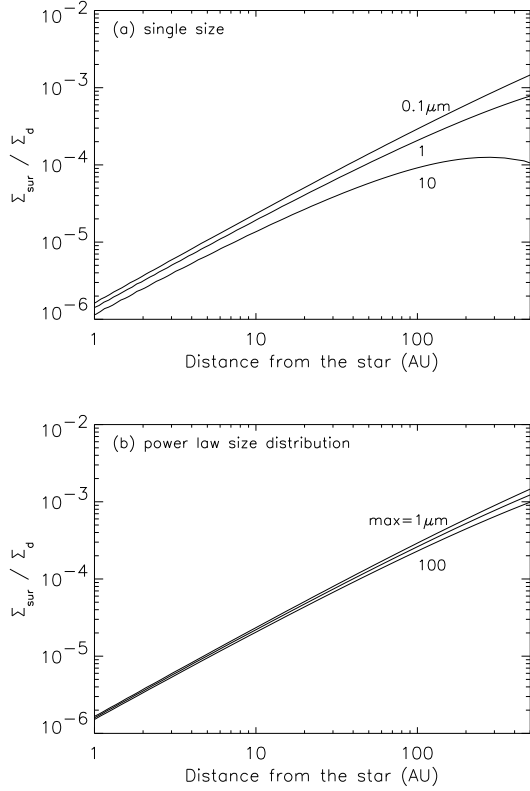 10⁻²
(a) single size
10⁻³
0.1μm
Σsur / Σd
10⁻⁴
1
10
10⁻⁵
10⁻⁶
1 10 100
Distance from the star (AU)
10⁻²
(b) power law size distribution
10⁻³
max=1μm
Σsur / Σd
10⁻⁴
100
10⁻⁵
10⁻⁶
1 10 100
Distance from the star (AU)